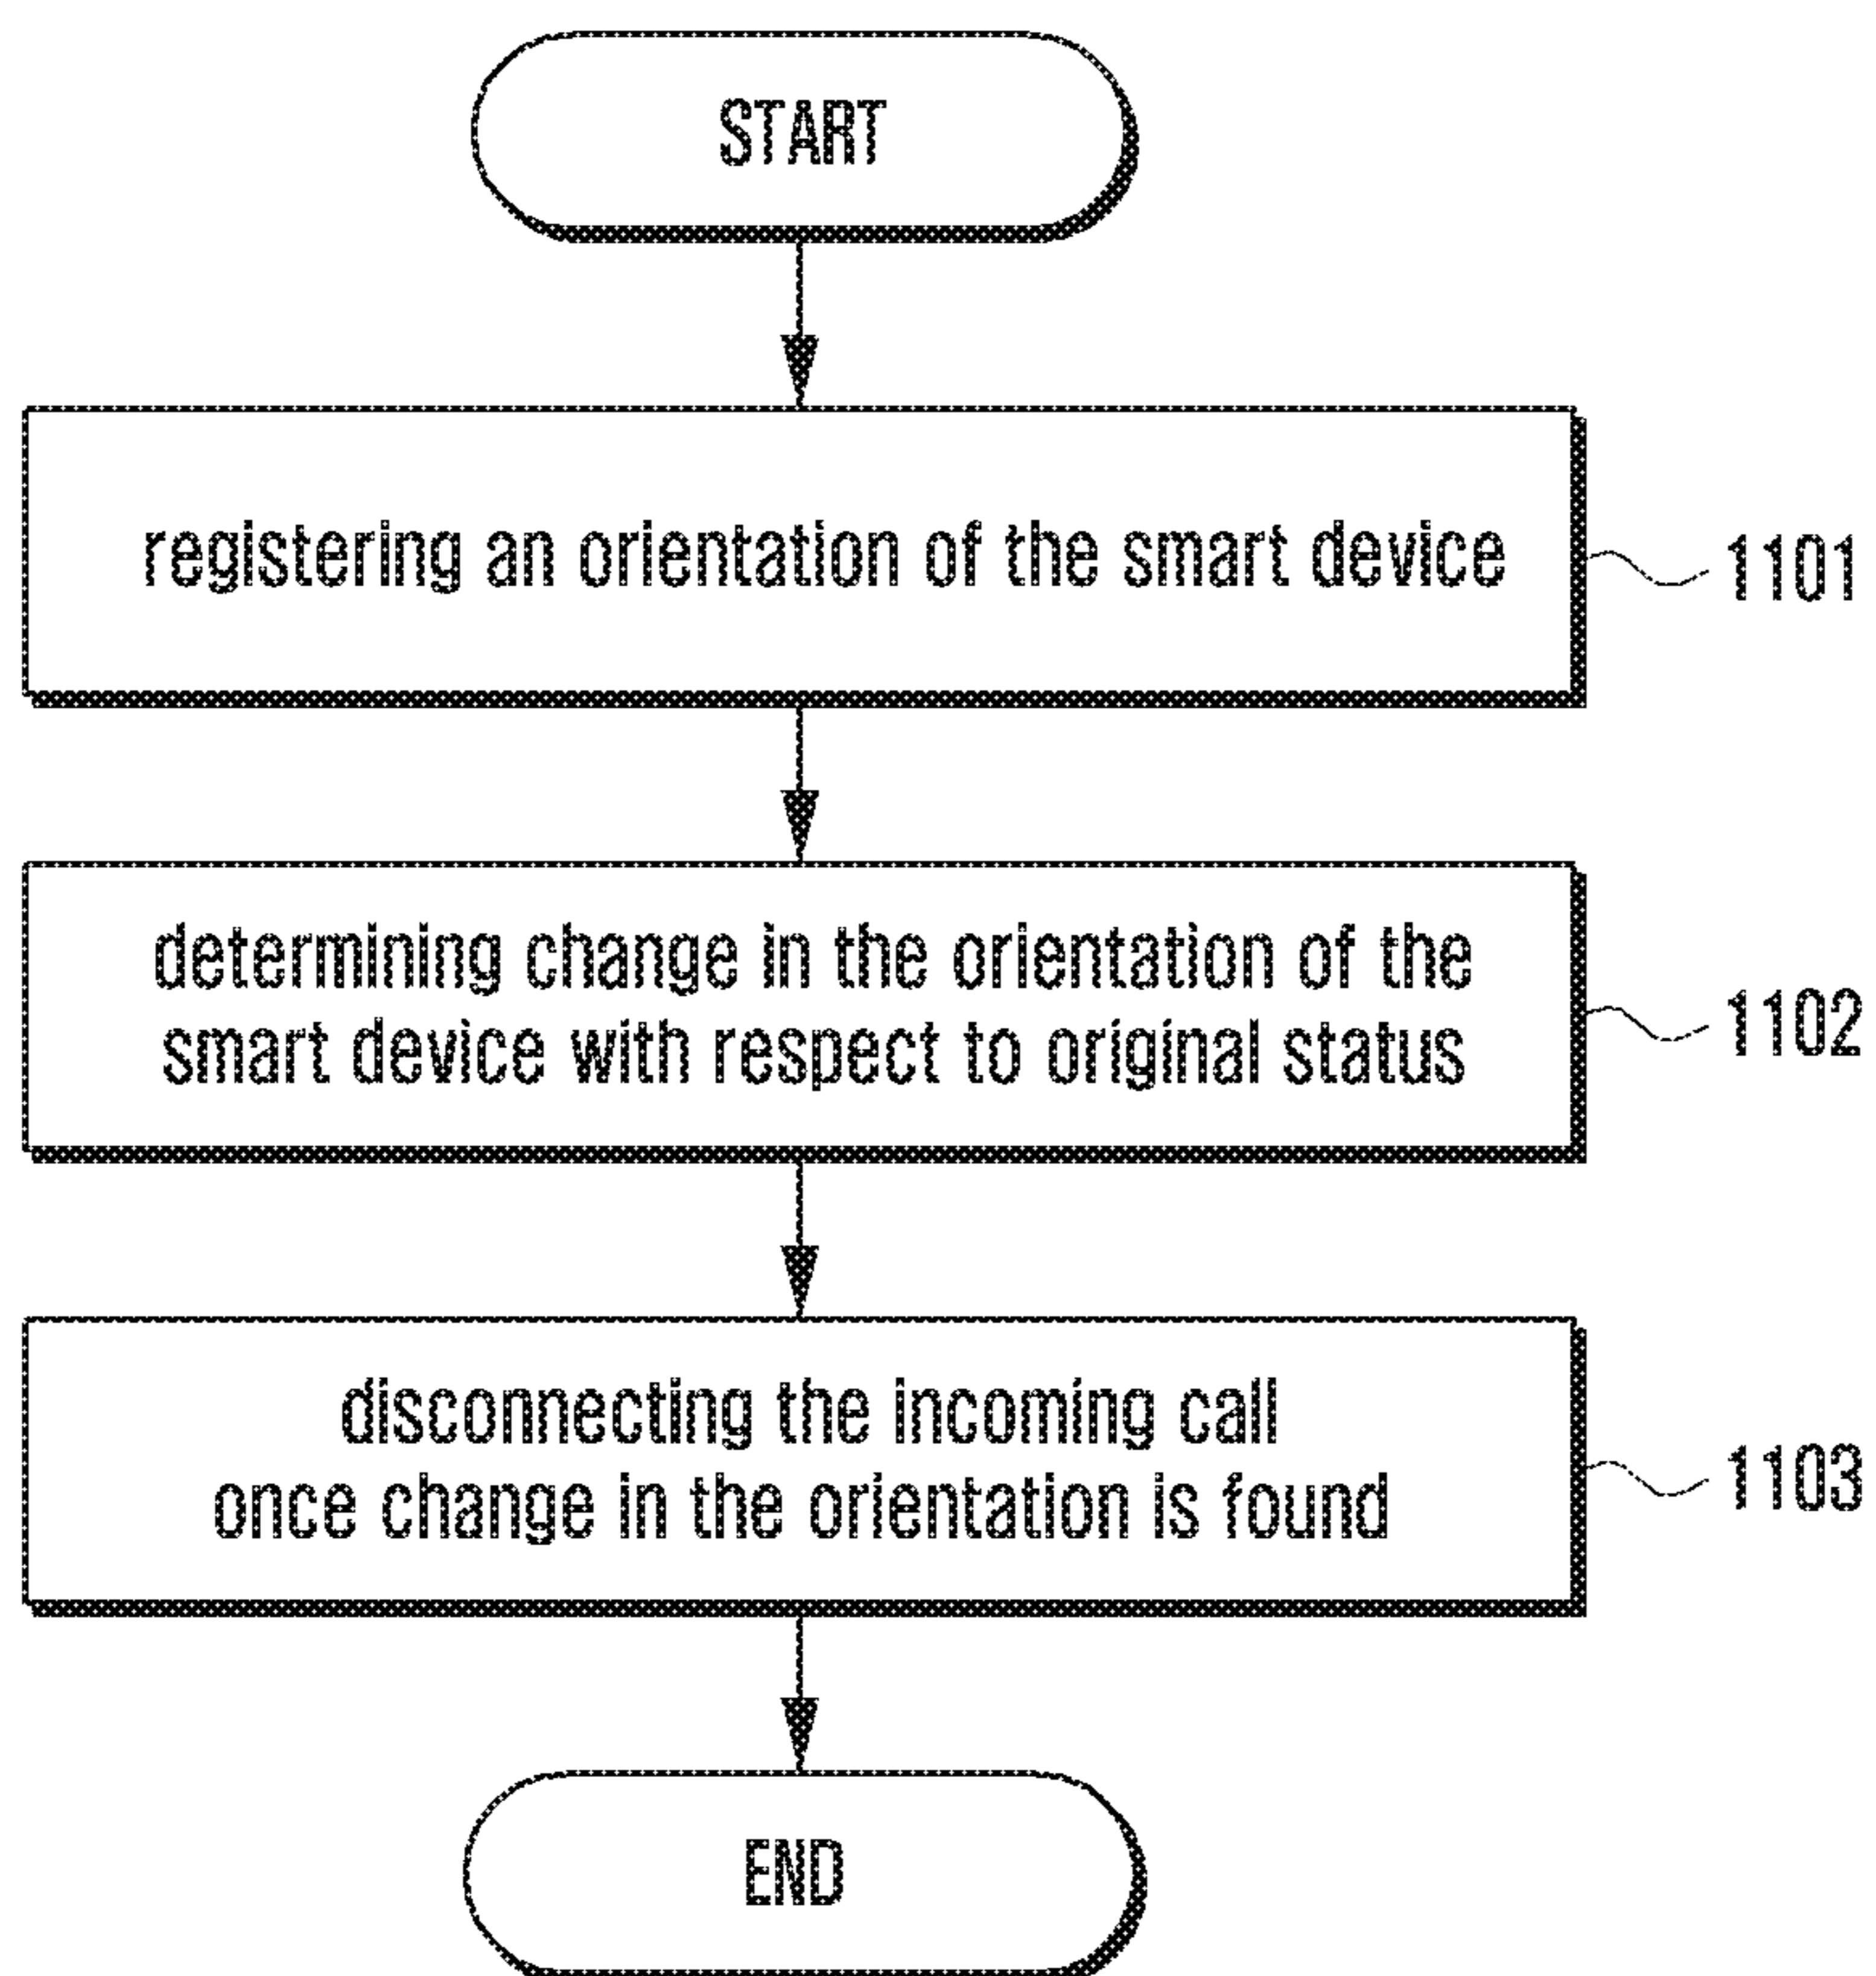 START
registering an orientation of the smart device
1101
determining change in the orientation of the
smart device with respect to original status
1102
disconnecting the incoming call
once change in the orientation is found
1103
END